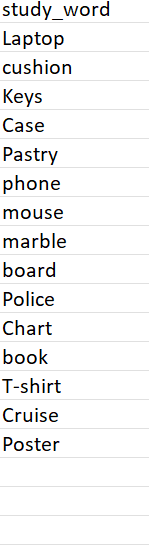 study_word
Laptop
cushion
Keys
Case
Pastry
phone
mouse
marble
board
Police
Chart
book
T-shirt
Cruise
Poster